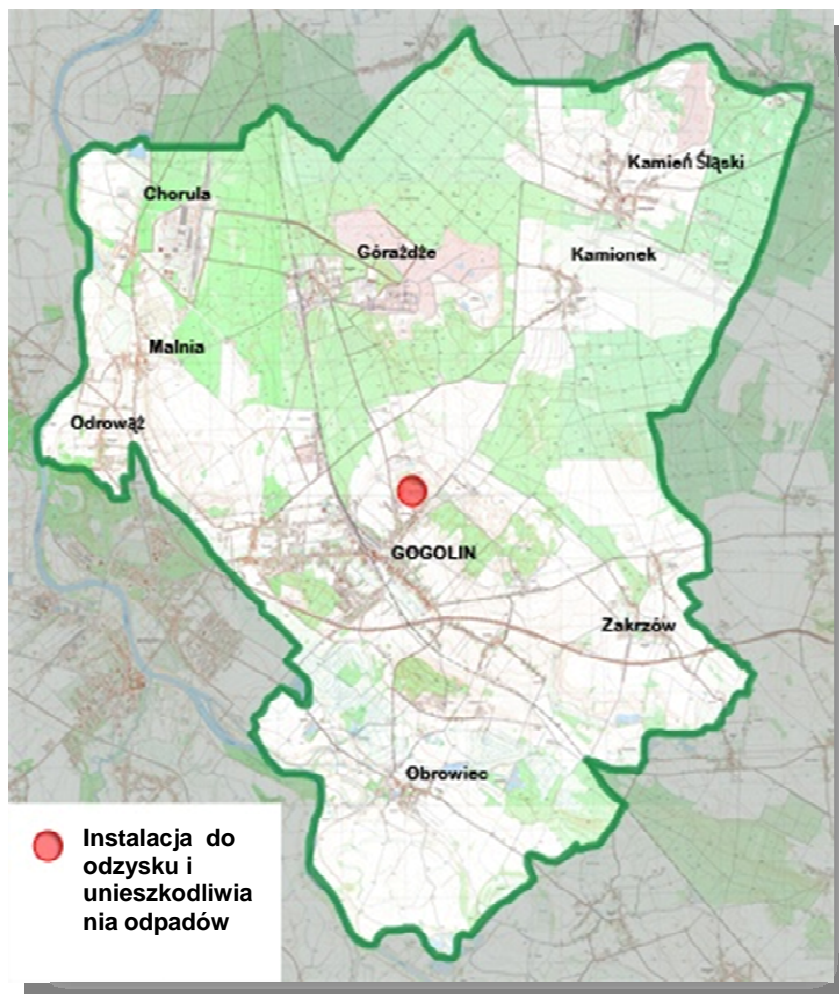 Kamień Śląski
Chorula
Górażdże
Kamionek
Malnia
Odrowąż
GOGOLIN
Zakrzów
Obrowiec
Instalacja do
odzysku i
unieszkodliwia
nia odpadów